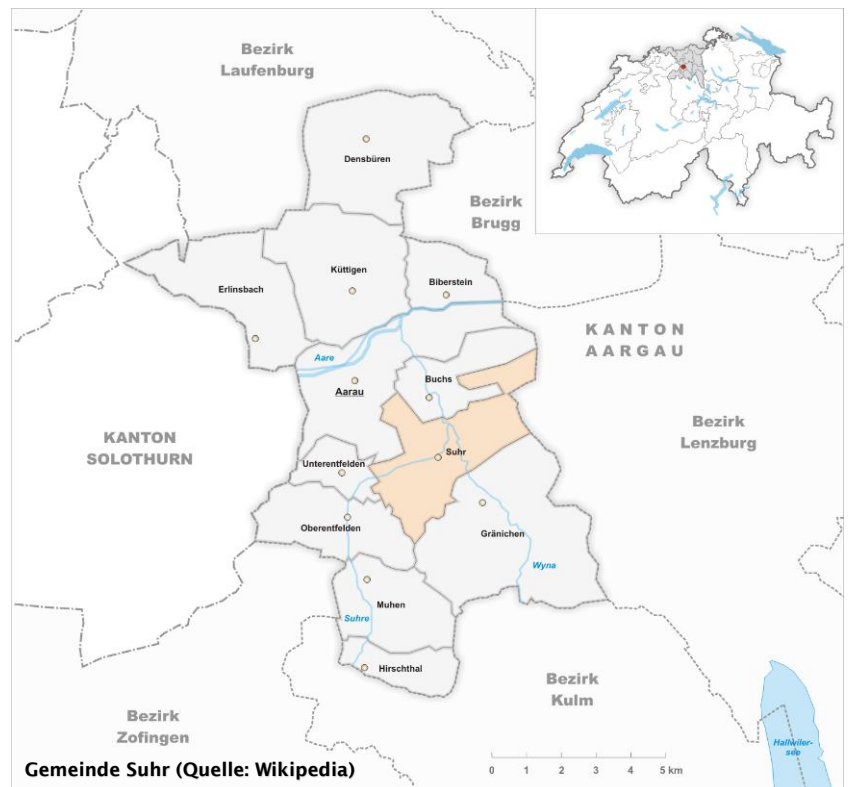 Bezirk
Laufenburg
Densbüren
Bezirk
Brugg
Erlinsbach
Küttigen
Biberstein
KANTON
AARGAU
Aare
Aarau
Buchs
KANTON
SOLOTHURN
Bezirk
Lenzburg
Unterentfelden
Suhr
Oberentfelden
Gränichen
Wyna
Muhen
Suhre
Hirschthal
Bezirk
Kulm
Bezirk
Zofingen
Hallwiler-
see
Gemeinde Suhr (Quelle: Wikipedia)
0 1 2 3 4 5 km